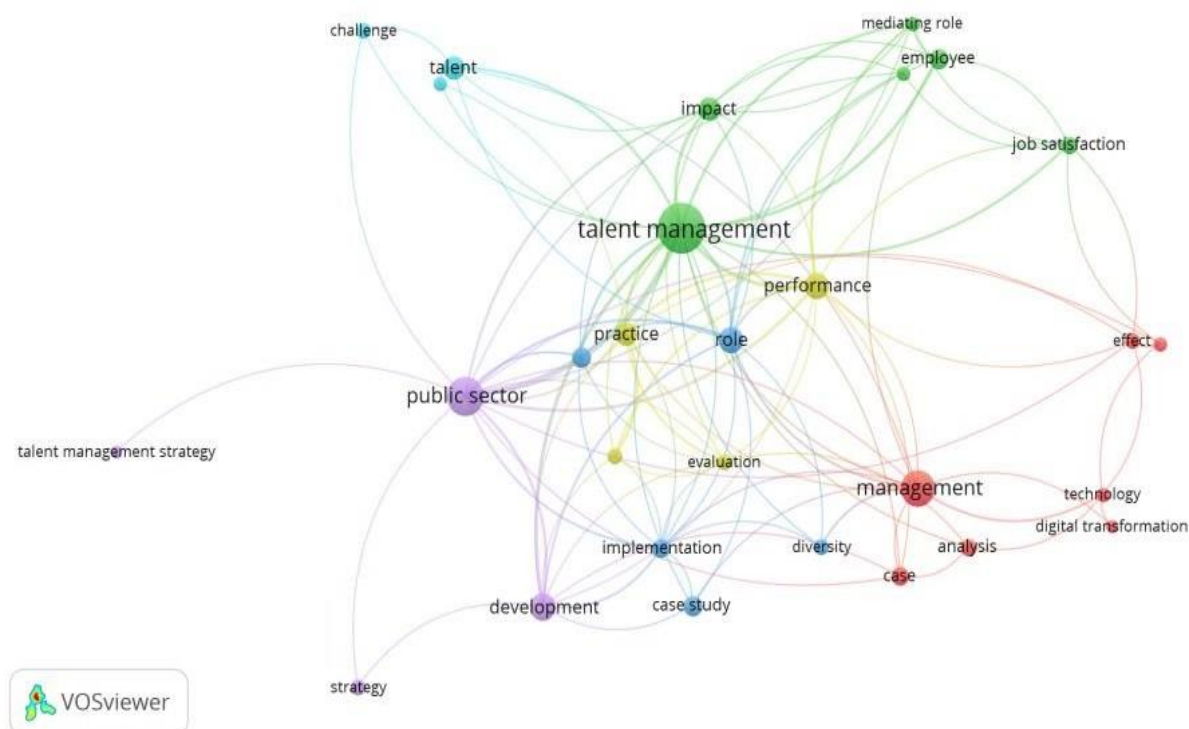 challenge
mediating role
talent
employee
impact
job satisfaction
talent management
performance
practice
role
effect
public sector
talent management strategy
evaluation
management
technology
digital transformation
implementation
diversity
analysis
case
development
case study
strategy
VOSviewer